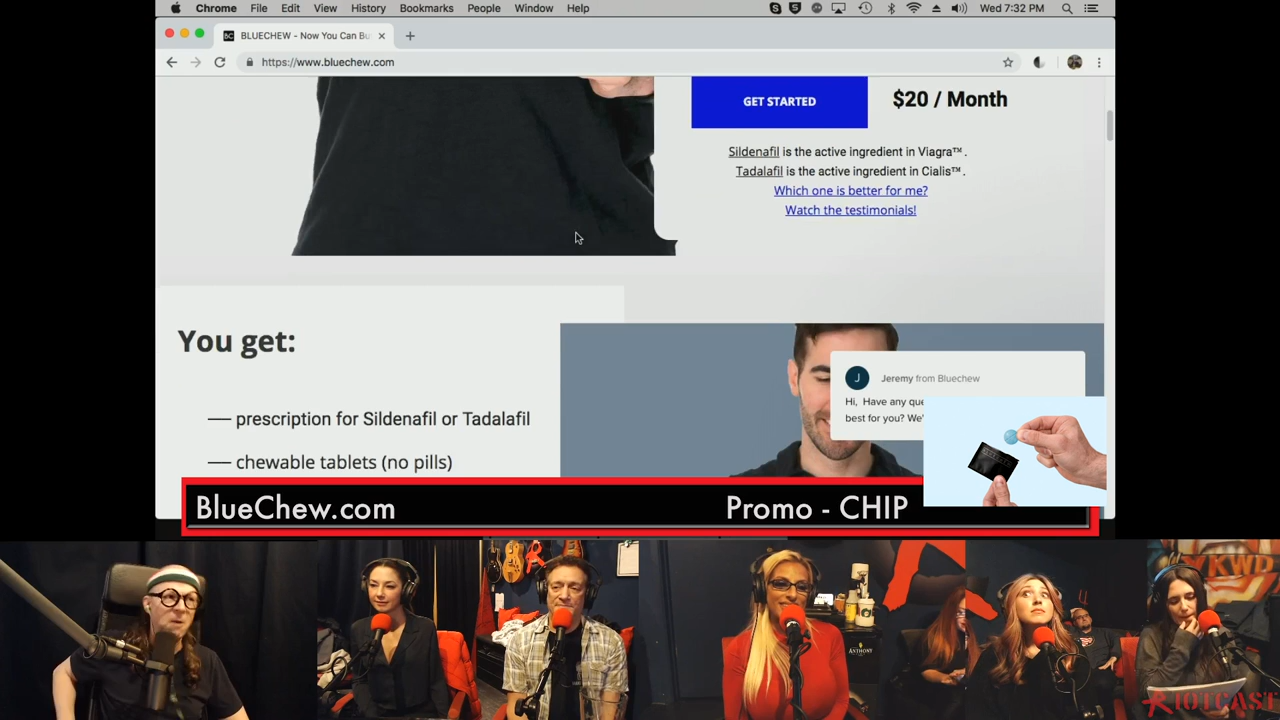 Chrome File Edit View History Bookmarks People Window Help Wed 7:32 PM
BC BLUECHEW - Now You Can Bu
https://www.bluechew.com
GET STARTED
$20 / Month
Sildenafil is the active ingredient in Viagra™.
Tadalafil is the active ingredient in Cialis™.
Which one is better for me?
Watch the testimonials!
You get:
prescription for Sildenafil or Tadalafil
chewable tablets (no pills)
J Jeremy from Bluechew
Hi, Have any que
best for you? We'
BlueChew.com Promo - CHIP
YKWD
ANTHONY
RIOTCAST